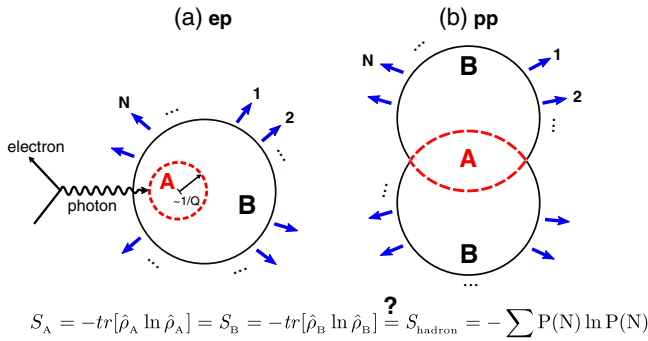 (a) ep
(b) pp
N
...
1
2
...
electron
photon
A
~1/Q
B
...
...
N
...
B
1
2
...
A
B
...
...
?
S_A = -tr[ρ̂_A ln ρ̂_A] = S_B = -tr[ρ̂_B ln ρ̂_B] = S_hadron = -∑ P(N) ln P(N)